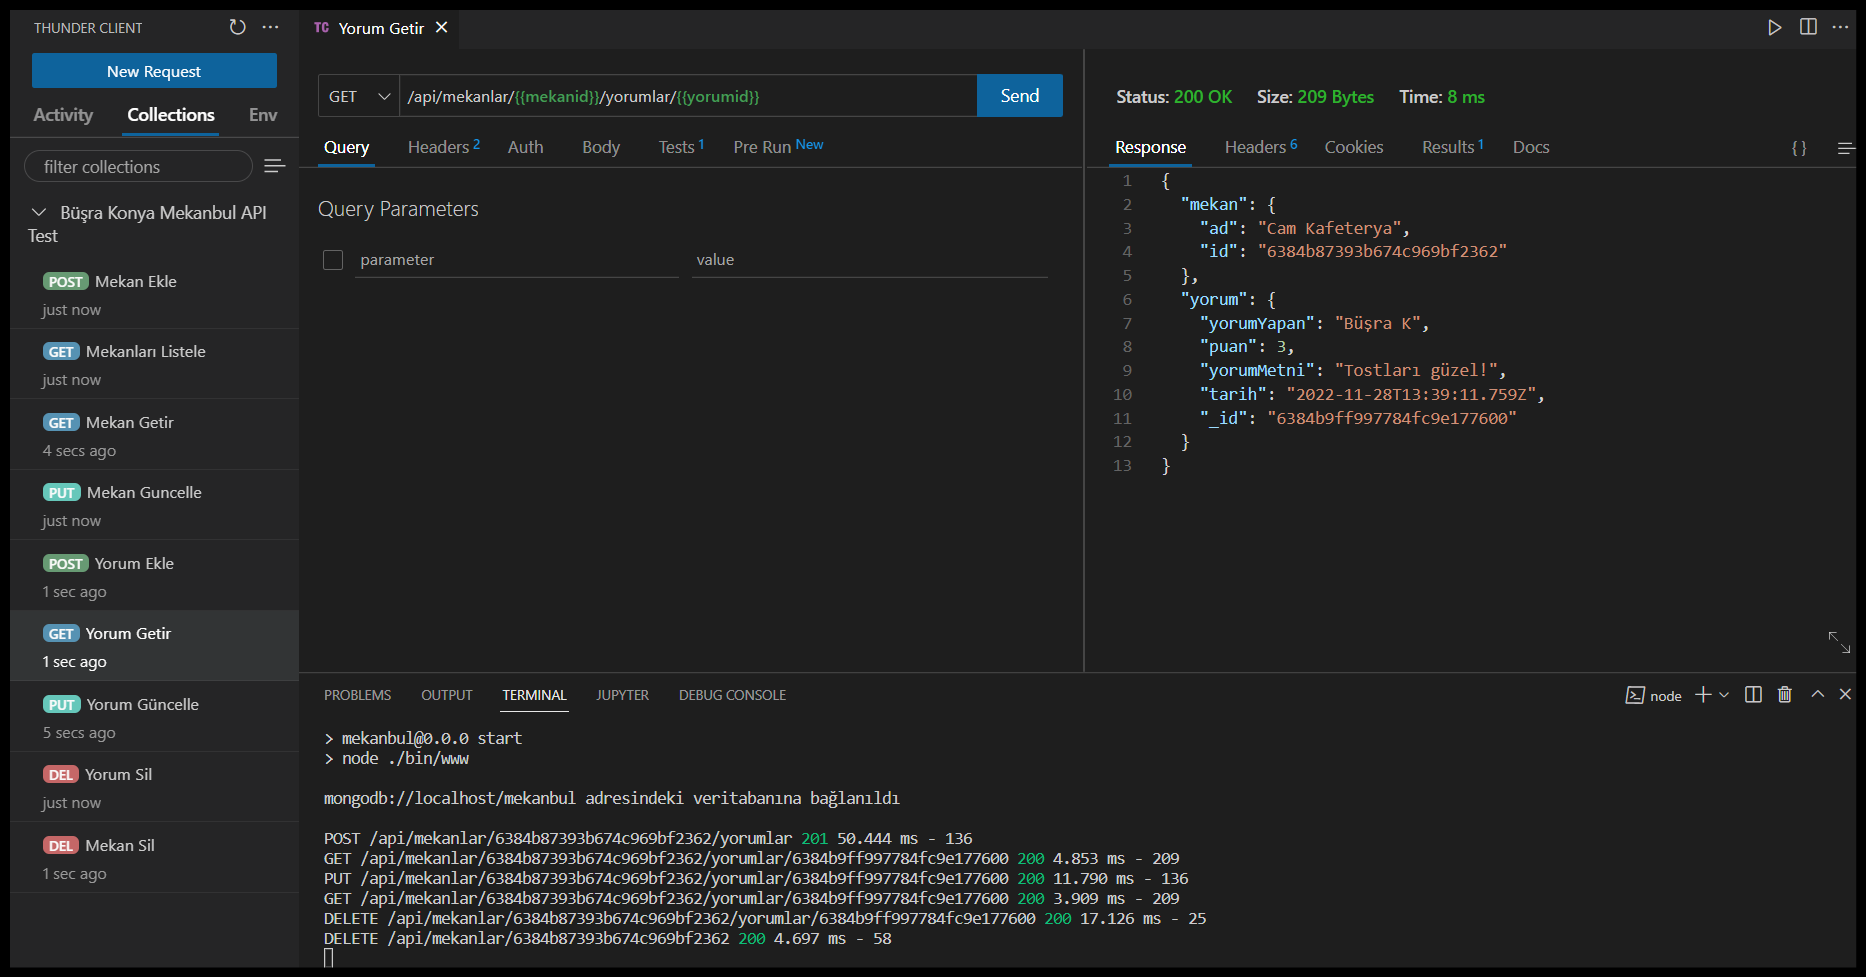 THUNDER CLIENT
New Request
Activity Collections Env
filter collections
Büşra Konya Mekanbul API
Test
POST Mekan Ekle
just now
GET Mekanları Listele
just now
GET Mekan Getir
4 secs ago
PUT Mekan Guncelle
just now
POST Yorum Ekle
1 sec ago
GET Yorum Getir
1 sec ago
PUT Yorum Güncelle
5 secs ago
DEL Yorum Sil
just now
DEL Mekan Sil
1 sec ago
TC Yorum Getir
GET /api/mekanlar/{{mekanid}}/yorumlar/{{yorumid}} Send
Query Headers 2 Auth Body Tests 1 Pre Run New
Query Parameters
parameter value
Status: 200 OK Size: 209 Bytes Time: 8 ms
Response Headers 6 Cookies Results 1 Docs { }
1 {
2 "mekan": {
3 "ad": "Cam Kafeterya",
4 "id": "6384b87393b674c969bf2362"
5 },
6 "yorum": {
7 "yorumYapan": "Büşra K",
8 "puan": 3,
9 "yorumMetni": "Tostları güzel!",
10 "tarih": "2022-11-28T13:39:11.759Z",
11 "_id": "6384b9ff997784fc9e177600"
12 }
13 }
PROBLEMS OUTPUT TERMINAL JUPYTER DEBUG CONSOLE node
> mekanbul@0.0.0 start
> node ./bin/www
mongodb://localhost/mekanbul adresindeki veritabanına bağlanıldı
POST /api/mekanlar/6384b87393b674c969bf2362/yorumlar 201 50.444 ms - 136
GET /api/mekanlar/6384b87393b674c969bf2362/yorumlar/6384b9ff997784fc9e177600 200 4.853 ms - 209
PUT /api/mekanlar/6384b87393b674c969bf2362/yorumlar/6384b9ff997784fc9e177600 200 11.790 ms - 136
GET /api/mekanlar/6384b87393b674c969bf2362/yorumlar/6384b9ff997784fc9e177600 200 3.909 ms - 209
DELETE /api/mekanlar/6384b87393b674c969bf2362/yorumlar/6384b9ff997784fc9e177600 200 17.126 ms - 25
DELETE /api/mekanlar/6384b87393b674c969bf2362 200 4.697 ms - 58